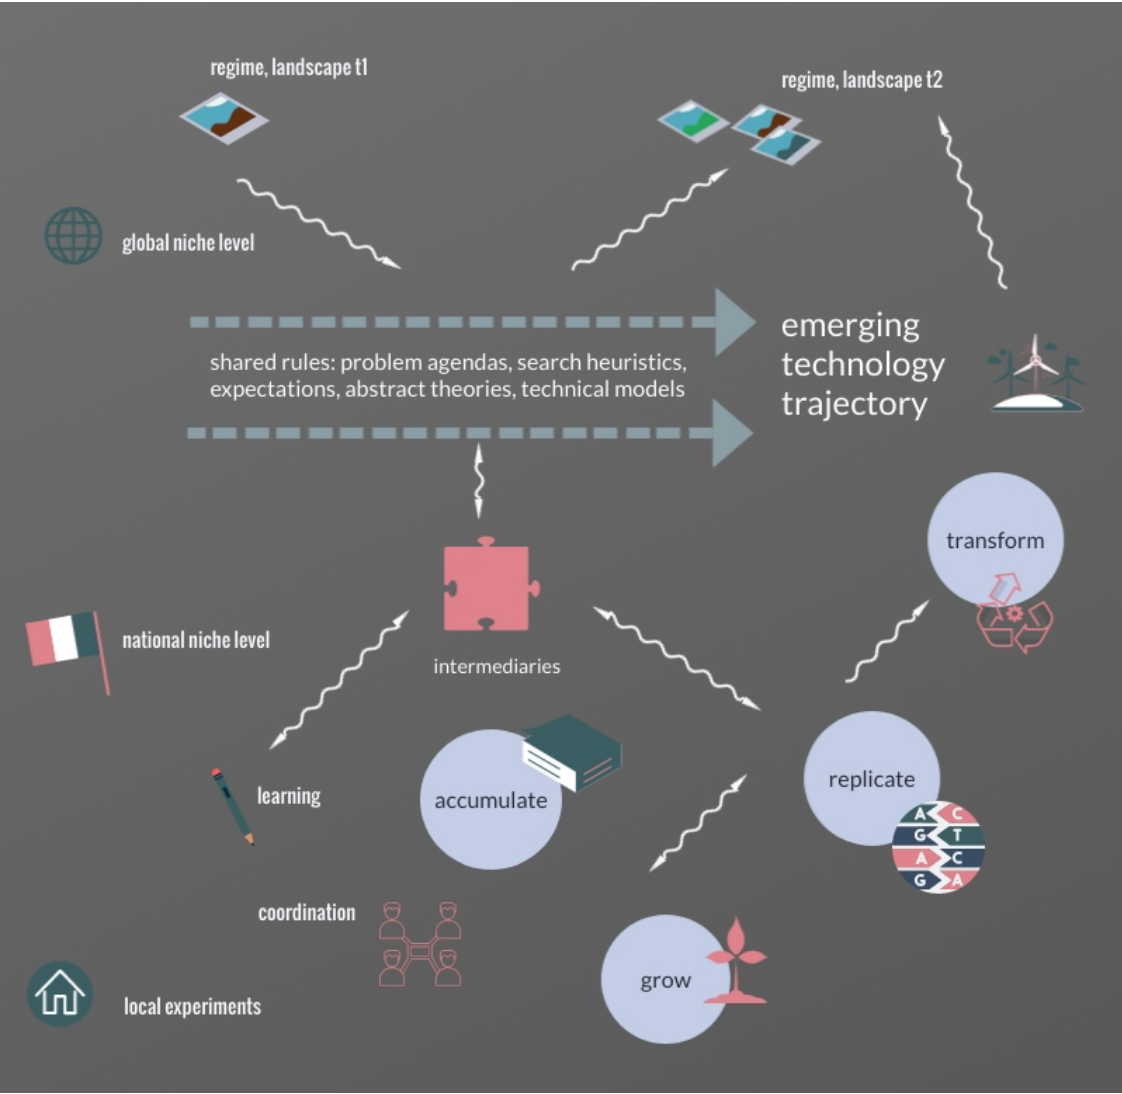 regime, landscape t1
regime, landscape t2
global niche level
shared rules: problem agendas, search heuristics,
expectations, abstract theories, technical models
emerging
technology
trajectory
transform
national niche level
intermediaries
learning
accumulate
replicate
A C
G T
A C
G A
coordination
grow
local experiments